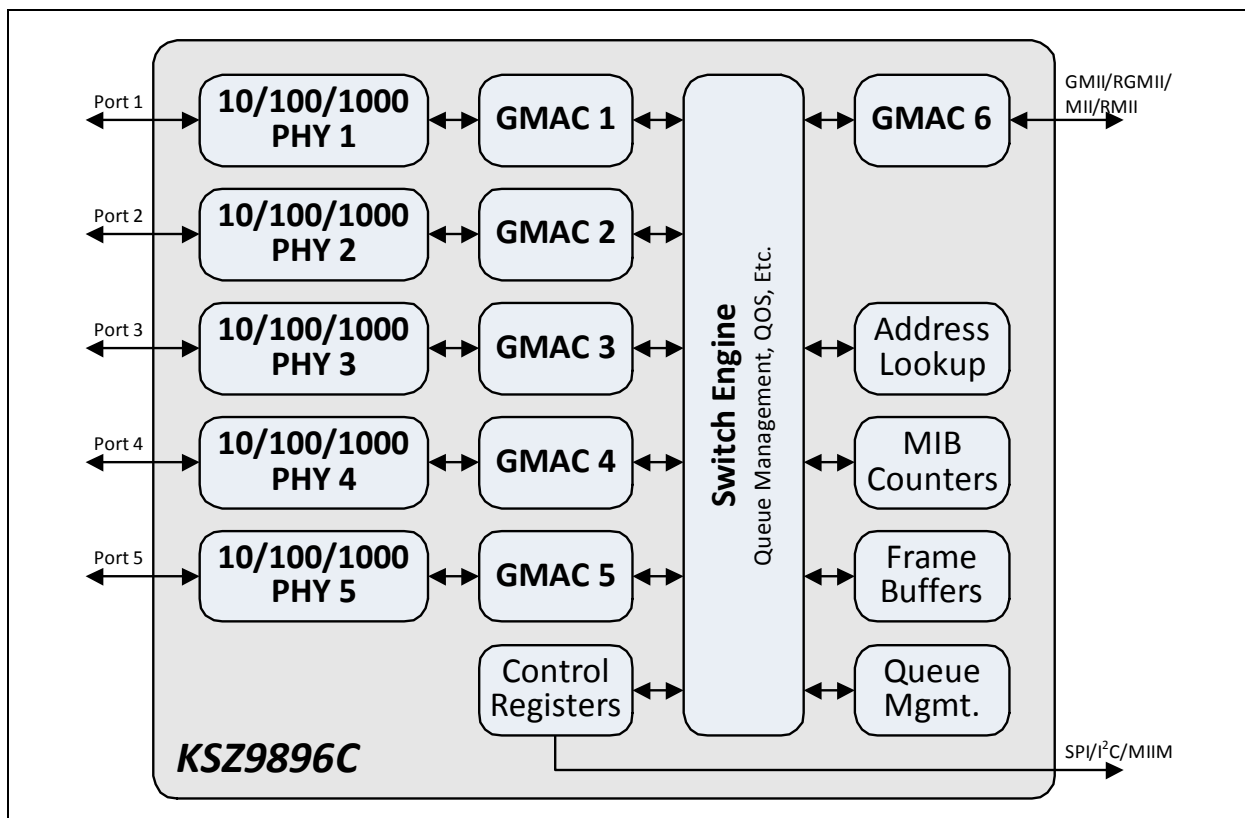 Port 1
10/100/1000
PHY 1
GMAC 1
GMAC 6
GMII/RGMII/
MII/RMII
Port 2
10/100/1000
PHY 2
GMAC 2
Port 3
10/100/1000
PHY 3
GMAC 3
Switch Engine
Queue Management, QOS, Etc.
Address
Lookup
Port 4
10/100/1000
PHY 4
GMAC 4
MIB
Counters
Port 5
10/100/1000
PHY 5
GMAC 5
Frame
Buffers
Control
Registers
Queue
Mgmt.
KSZ9896C
SPI/I²C/MIIM